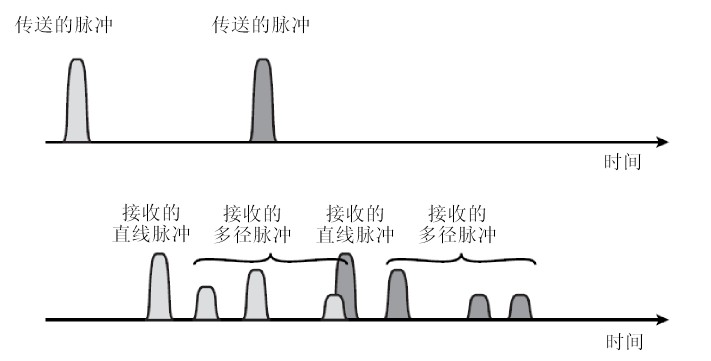 传送的脉冲
传送的脉冲
时间
接收的
直线脉冲
接收的
多径脉冲
接收的
直线脉冲
接收的
多径脉冲
时间